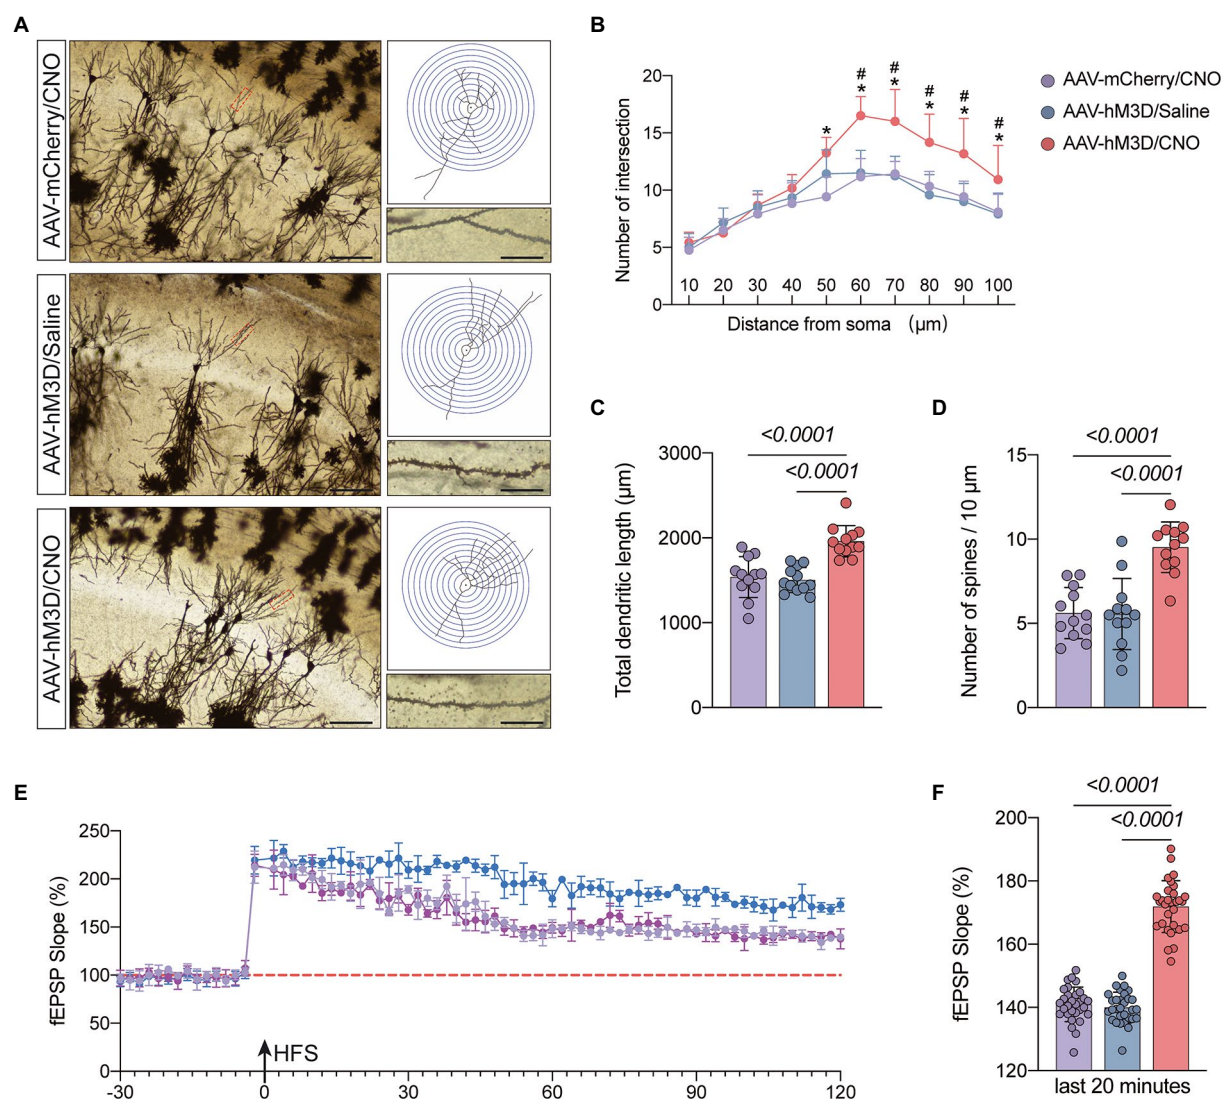 A
AAV-mCherry/CNO
AAV-hM3D/Saline
AAV-hM3D/CNO
B
20
15
10
5
0
Number of intersection
# # # # #
* * * * * *
10 20 30 40 50 60 70 80 90 100
Distance from soma (μm)
AAV-mCherry/CNO
AAV-hM3D/Saline
AAV-hM3D/CNO
C
<0.0001
<0.0001
3000
2000
1000
0
Total dendritic length (μm)
D
<0.0001
<0.0001
15
10
5
0
Number of spines / 10 μm
E
250
200
150
100
50
0
fEPSP Slope (%)
HFS
-30 0 30 60 90 120
F
<0.0001
<0.0001
200
180
160
140
120
fEPSP Slope (%)
last 20 minutes